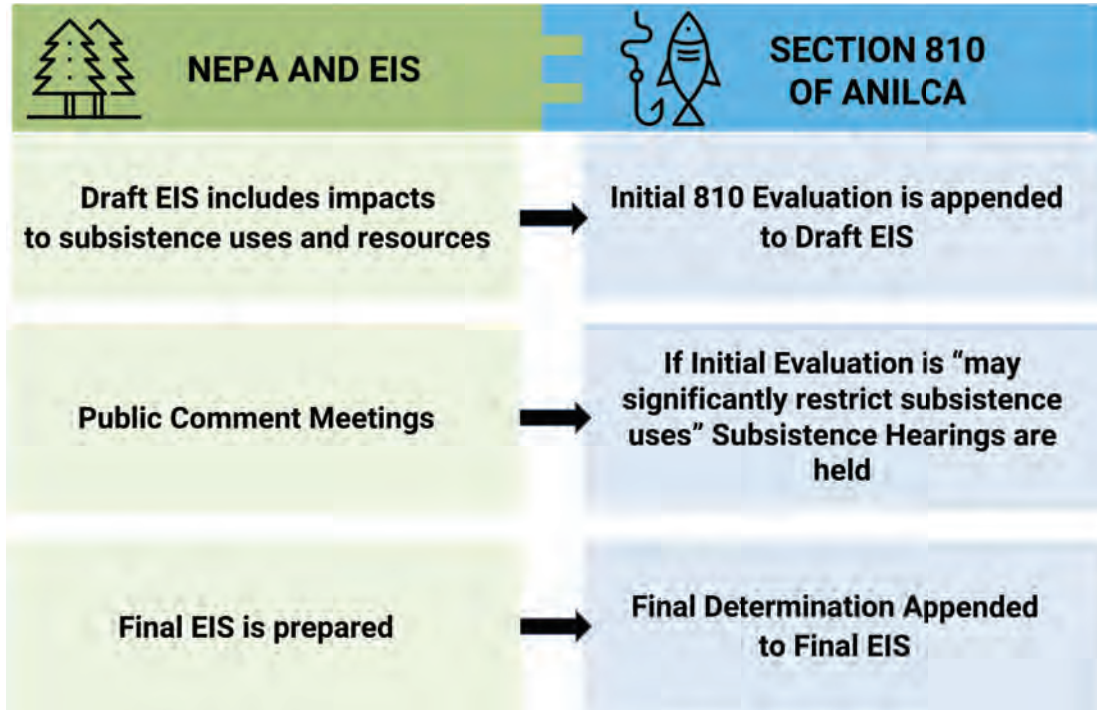 NEPA AND EIS
SECTION 810
OF ANILCA
Draft EIS includes impacts
to subsistence uses and resources
Initial 810 Evaluation is appended
to Draft EIS
Public Comment Meetings
If Initial Evaluation is “may
significantly restrict subsistence
uses” Subsistence Hearings are
held
Final EIS is prepared
Final Determination Appended
to Final EIS